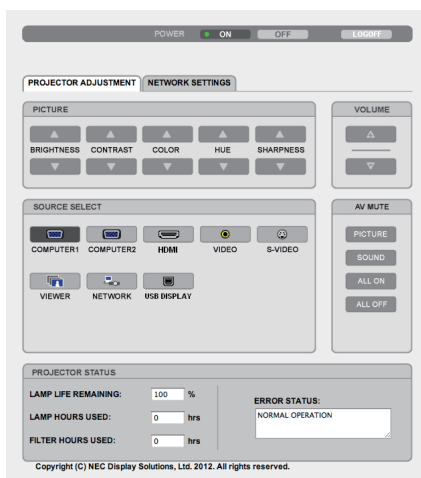 POWER ON OFF LOGOFF
PROJECTOR ADJUSTMENT NETWORK SETTINGS
PICTURE
BRIGHTNESS CONTRAST COLOR HUE SHARPNESS
VOLUME
SOURCE SELECT
COMPUTER1 COMPUTER2 HDMI VIDEO S-VIDEO
VIEWER NETWORK USB DISPLAY
AV MUTE
PICTURE
SOUND
ALL ON
ALL OFF
PROJECTOR STATUS
LAMP LIFE REMAINING: 100 %
LAMP HOURS USED: 0 hrs
FILTER HOURS USED: 0 hrs
ERROR STATUS:
NORMAL OPERATION
Copyright (C) NEC Display Solutions, Ltd. 2012. All rights reserved.